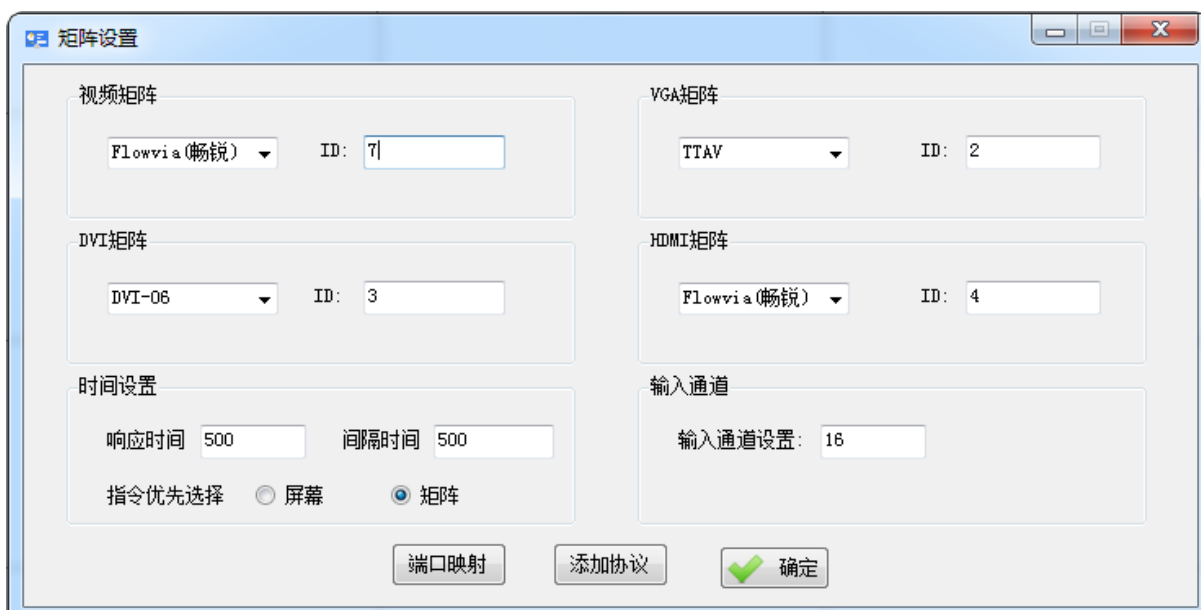 矩阵设置
视频矩阵
Flowvia(畅锐) ID: 7
VGA矩阵
TTAV ID: 2
DVI矩阵
DVI-06 ID: 3
HDMI矩阵
Flowvia(畅锐) ID: 4
时间设置
响应时间 500 间隔时间 500
指令优先选择 屏幕 矩阵
输入通道
输入通道设置: 16
端口映射 添加协议 确定